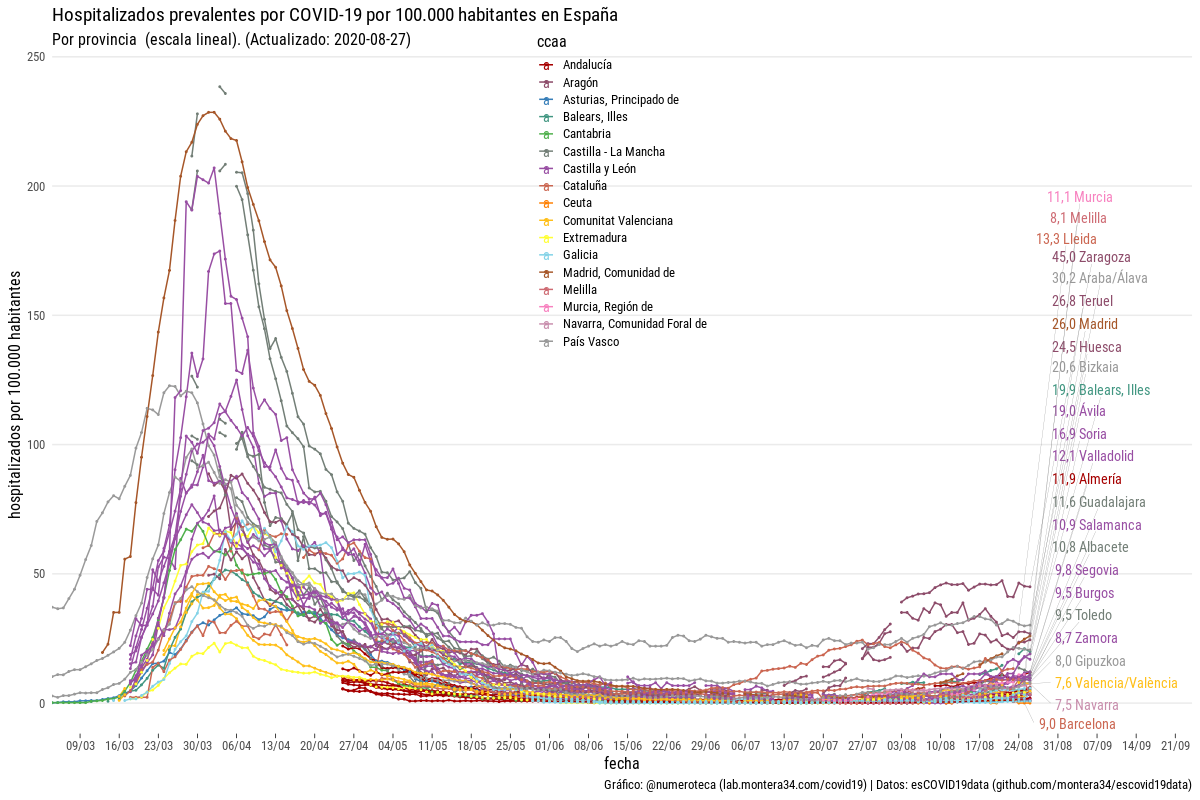 Hospitalizados prevalentes por COVID-19 por 100.000 habitantes en España
Por provincia (escala lineal). (Actualizado: 2020-08-27)
ccaa
Andalucía
Aragón
Asturias, Principado de
Balears, Illes
Cantabria
Castilla - La Mancha
Castilla y León
Cataluña
Ceuta
Comunitat Valenciana
Extremadura
Galicia
Madrid, Comunidad de
Melilla
Murcia, Región de
Navarra, Comunidad Foral de
País Vasco
hospitalizados por 100.000 habitantes
250
200
150
100
50
0
11,1 Murcia
8,1 Melilla
13,3 Lleida
45,0 Zaragoza
30,2 Araba/Álava
26,8 Teruel
26,0 Madrid
24,5 Huesca
20,6 Bizkaia
19,9 Balears, Illes
19,0 Ávila
16,9 Soria
12,1 Valladolid
11,9 Almería
11,6 Guadalajara
10,9 Salamanca
10,8 Albacete
9,8 Segovia
9,5 Burgos
9,5 Toledo
8,7 Zamora
8,0 Gipuzkoa
7,6 Valencia/València
7,5 Navarra
9,0 Barcelona
09/03 16/03 23/03 30/03 06/04 13/04 20/04 27/04 04/05 11/05 18/05 25/05 01/06 08/06 15/06 22/06 29/06 06/07 13/07 20/07 27/07 03/08 10/08 17/08 24/08 31/08 07/09 14/09 21/09
fecha
Gráfico: @numeroteca (lab.montera34.com/covid19) | Datos: esCOVID19data (github.com/montera34/escovid19data)